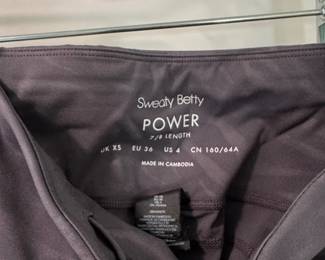 Sweaty Betty
POWER
7/8 LENGTH
UK XS EU 36 US 4 CN 160/64A
MADE IN CAMBODIA